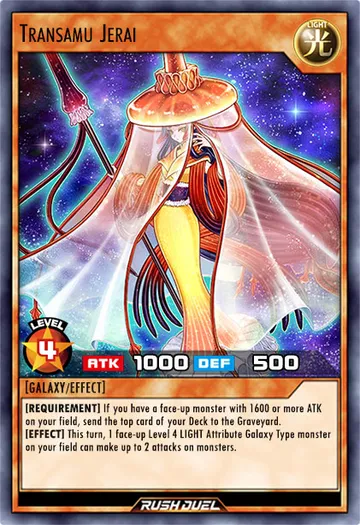 TRANSAMU JERAI
LIGHT
光
LEVEL
4
ATK 1000 DEF 500
[GALAXY/EFFECT]
[REQUIREMENT] If you have a face-up monster with 1600 or more ATK
on your field, send the top card of your Deck to the Graveyard.
[EFFECT] This turn, 1 face-up Level 4 LIGHT Attribute Galaxy Type monster
on your field can make up to 2 attacks on monsters.
RUSH DUEL